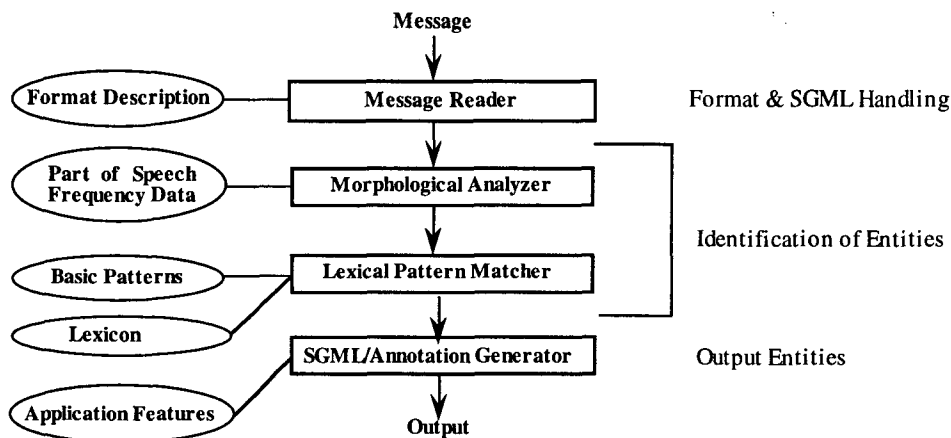 Message
Format Description
Message Reader
Format & SGML Handling
Part of Speech
Frequency Data
Morphological Analyzer
Identification of Entities
Basic Patterns
Lexical Pattern Matcher
Lexicon
SGML/Annotation Generator
Output Entities
Application Features
Output